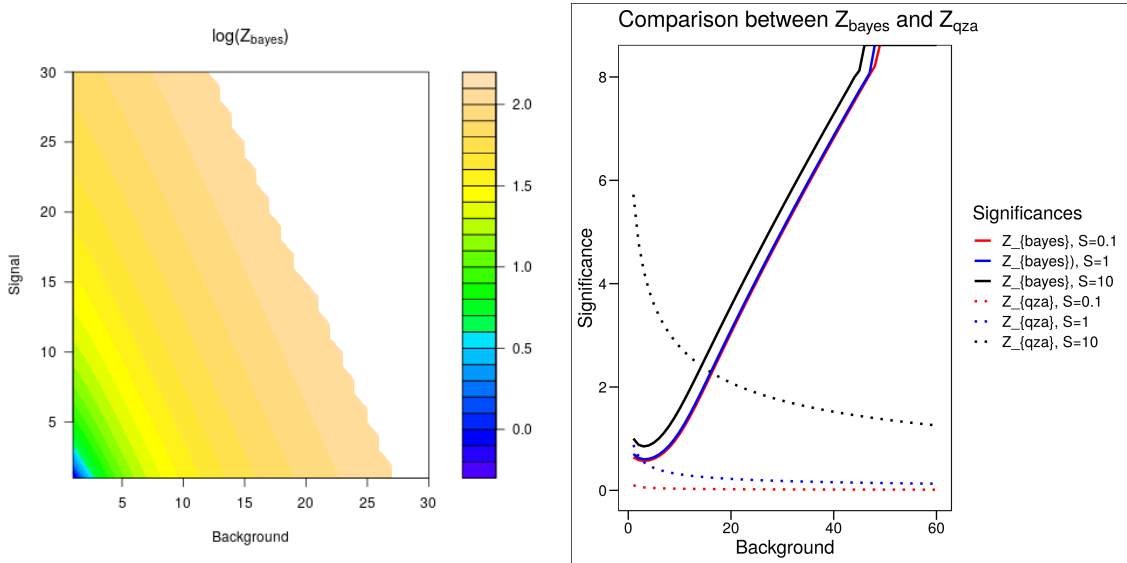 log(Z_bayes)
30
25
20
15
10
5
Signal
5
10
15
20
25
30
Background
2.0
1.5
1.0
0.5
0.0
Comparison between Z_bayes and Z_qza
8
6
4
2
0
Significance
0
20
40
60
Background
Significances
Z_{bayes}, S=0.1
Z_{bayes}), S=1
Z_{bayes}, S=10
Z_{qza}, S=0.1
Z_{qza}, S=1
Z_{qza}, S=10